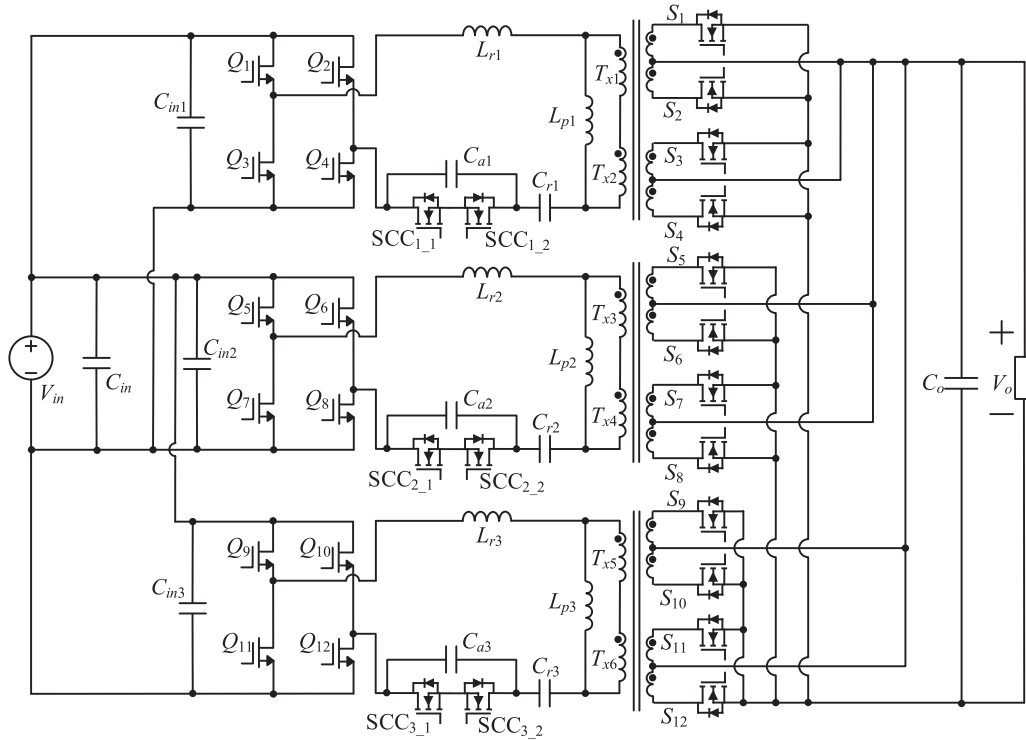 S1
Lr1
Q1 Q2
Tx1
Cin1
Lp1
S2
Q3 Q4
Ca1
Tx2
S3
Cr1
SCC1_1 SCC1_2
S4
S5
Lr2
Q5 Q6
Tx3
+
Vin
−
Cin
Cin2
Lp2
S6
Co
+
Vo
−
Q7 Q8
Ca2
Tx4
S7
Cr2
SCC2_1 SCC2_2
S8
S9
Lr3
Q9 Q10
Tx5
Cin3
Lp3
S10
Q11 Q12
Ca3
Tx6
S11
Cr3
SCC3_1 SCC3_2
S12